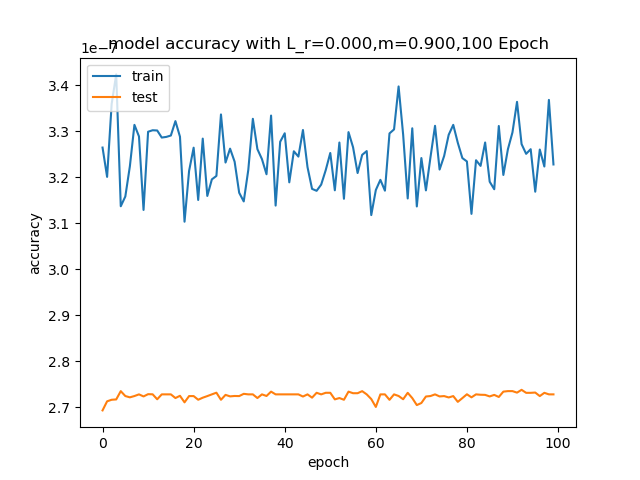 1e−7
model accuracy with L_r=0.000,m=0.900,100 Epoch
train
test
3.4
3.3
3.2
3.1
3.0
2.9
2.8
2.7
accuracy
0
20
40
60
80
100
epoch